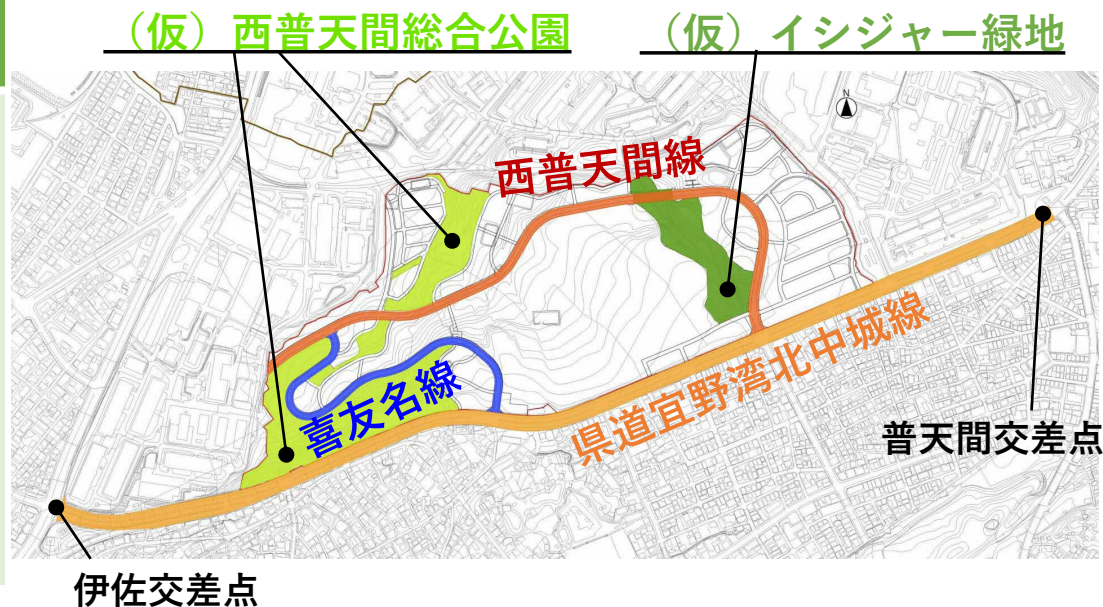 （仮）西普天間総合公園
（仮）イシジャー緑地
N
西普天間線
喜友名線
県道宜野湾北中城線
普天間交差点
伊佐交差点